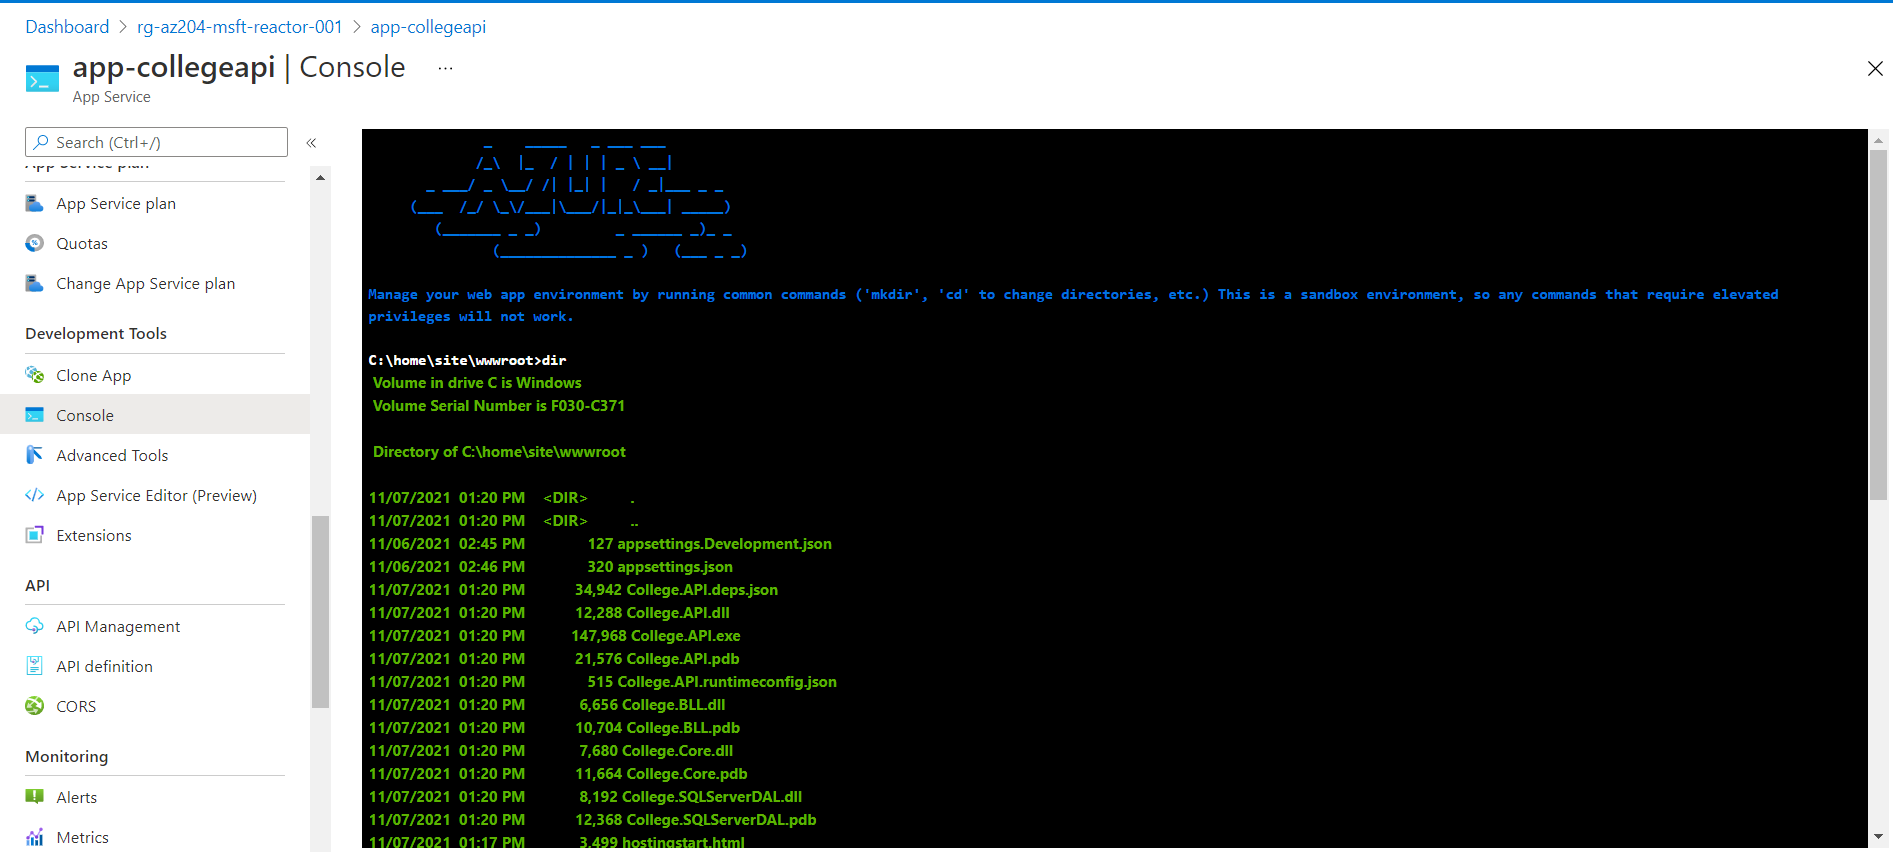 Dashboard > rg-az204-msft-reactor-001 > app-collegeapi
app-collegeapi | Console ...
App Service
Search (Ctrl+/)
«
App Service plan
App Service plan
Quotas
Change App Service plan
Development Tools
Clone App
Console
Advanced Tools
App Service Editor (Preview)
Extensions
API
API Management
API definition
CORS
Monitoring
Alerts
Metrics
Manage your web app environment by running common commands ('mkdir', 'cd' to change directories, etc.) This is a sandbox environment, so any commands that require elevated
privileges will not work.
C:\home\site\wwwroot>dir
Volume in drive C is Windows
Volume Serial Number is F030-C371
Directory of C:\home\site\wwwroot
11/07/2021 01:20 PM <DIR> .
11/07/2021 01:20 PM <DIR> ..
11/06/2021 02:45 PM 127 appsettings.Development.json
11/06/2021 02:46 PM 320 appsettings.json
11/07/2021 01:20 PM 34,942 College.API.deps.json
11/07/2021 01:20 PM 12,288 College.API.dll
11/07/2021 01:20 PM 147,968 College.API.exe
11/07/2021 01:20 PM 21,576 College.API.pdb
11/07/2021 01:20 PM 515 College.API.runtimeconfig.json
11/07/2021 01:20 PM 6,656 College.BLL.dll
11/07/2021 01:20 PM 10,704 College.BLL.pdb
11/07/2021 01:20 PM 7,680 College.Core.dll
11/07/2021 01:20 PM 11,664 College.Core.pdb
11/07/2021 01:20 PM 8,192 College.SQLServerDAL.dll
11/07/2021 01:20 PM 12,368 College.SQLServerDAL.pdb
11/07/2021 01:17 PM 3,499 hostingstart.html